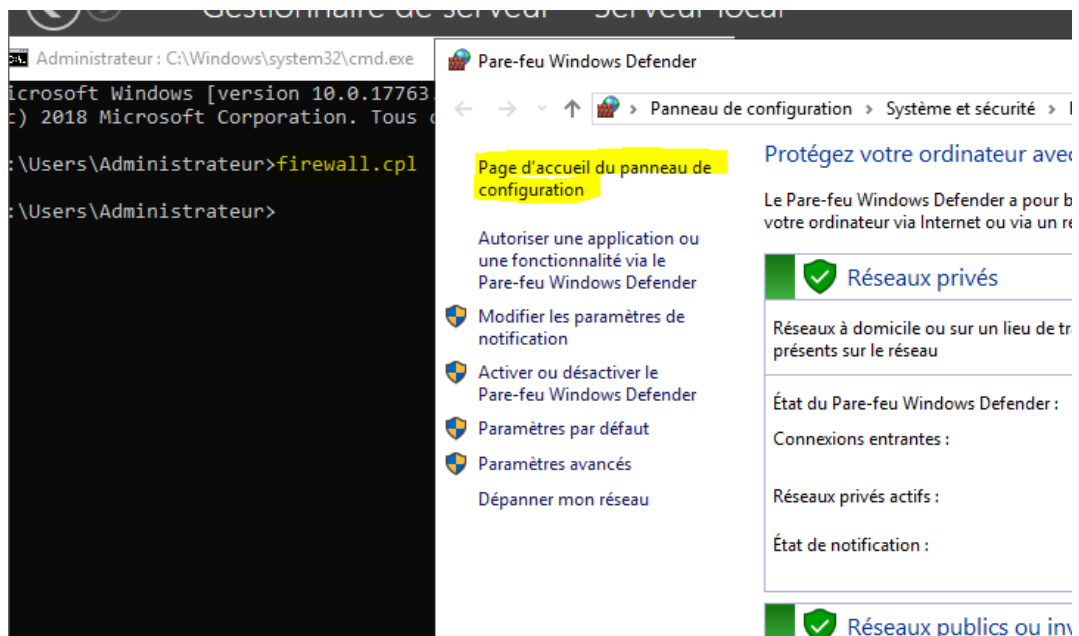 Gestionnaire de serveur Serveur local
Administrateur : C:\Windows\system32\cmd.exe
icrosoft Windows [version 10.0.17763.
c) 2018 Microsoft Corporation. Tous
:\Users\Administrateur>firewall.cpl
:\Users\Administrateur>
Pare-feu Windows Defender
Panneau de configuration > Système et sécurité >
Page d'accueil du panneau de
configuration
Autoriser une application ou
une fonctionnalité via le
Pare-feu Windows Defender
Modifier les paramètres de
notification
Activer ou désactiver le
Pare-feu Windows Defender
Paramètres par défaut
Paramètres avancés
Dépanner mon réseau
Protégez votre ordinateur avec
Le Pare-feu Windows Defender a pour b
votre ordinateur via Internet ou via un ré
Réseaux privés
Réseaux à domicile ou sur un lieu de tra
présents sur le réseau
État du Pare-feu Windows Defender :
Connexions entrantes :
Réseaux privés actifs :
État de notification :
Réseaux publics ou inv